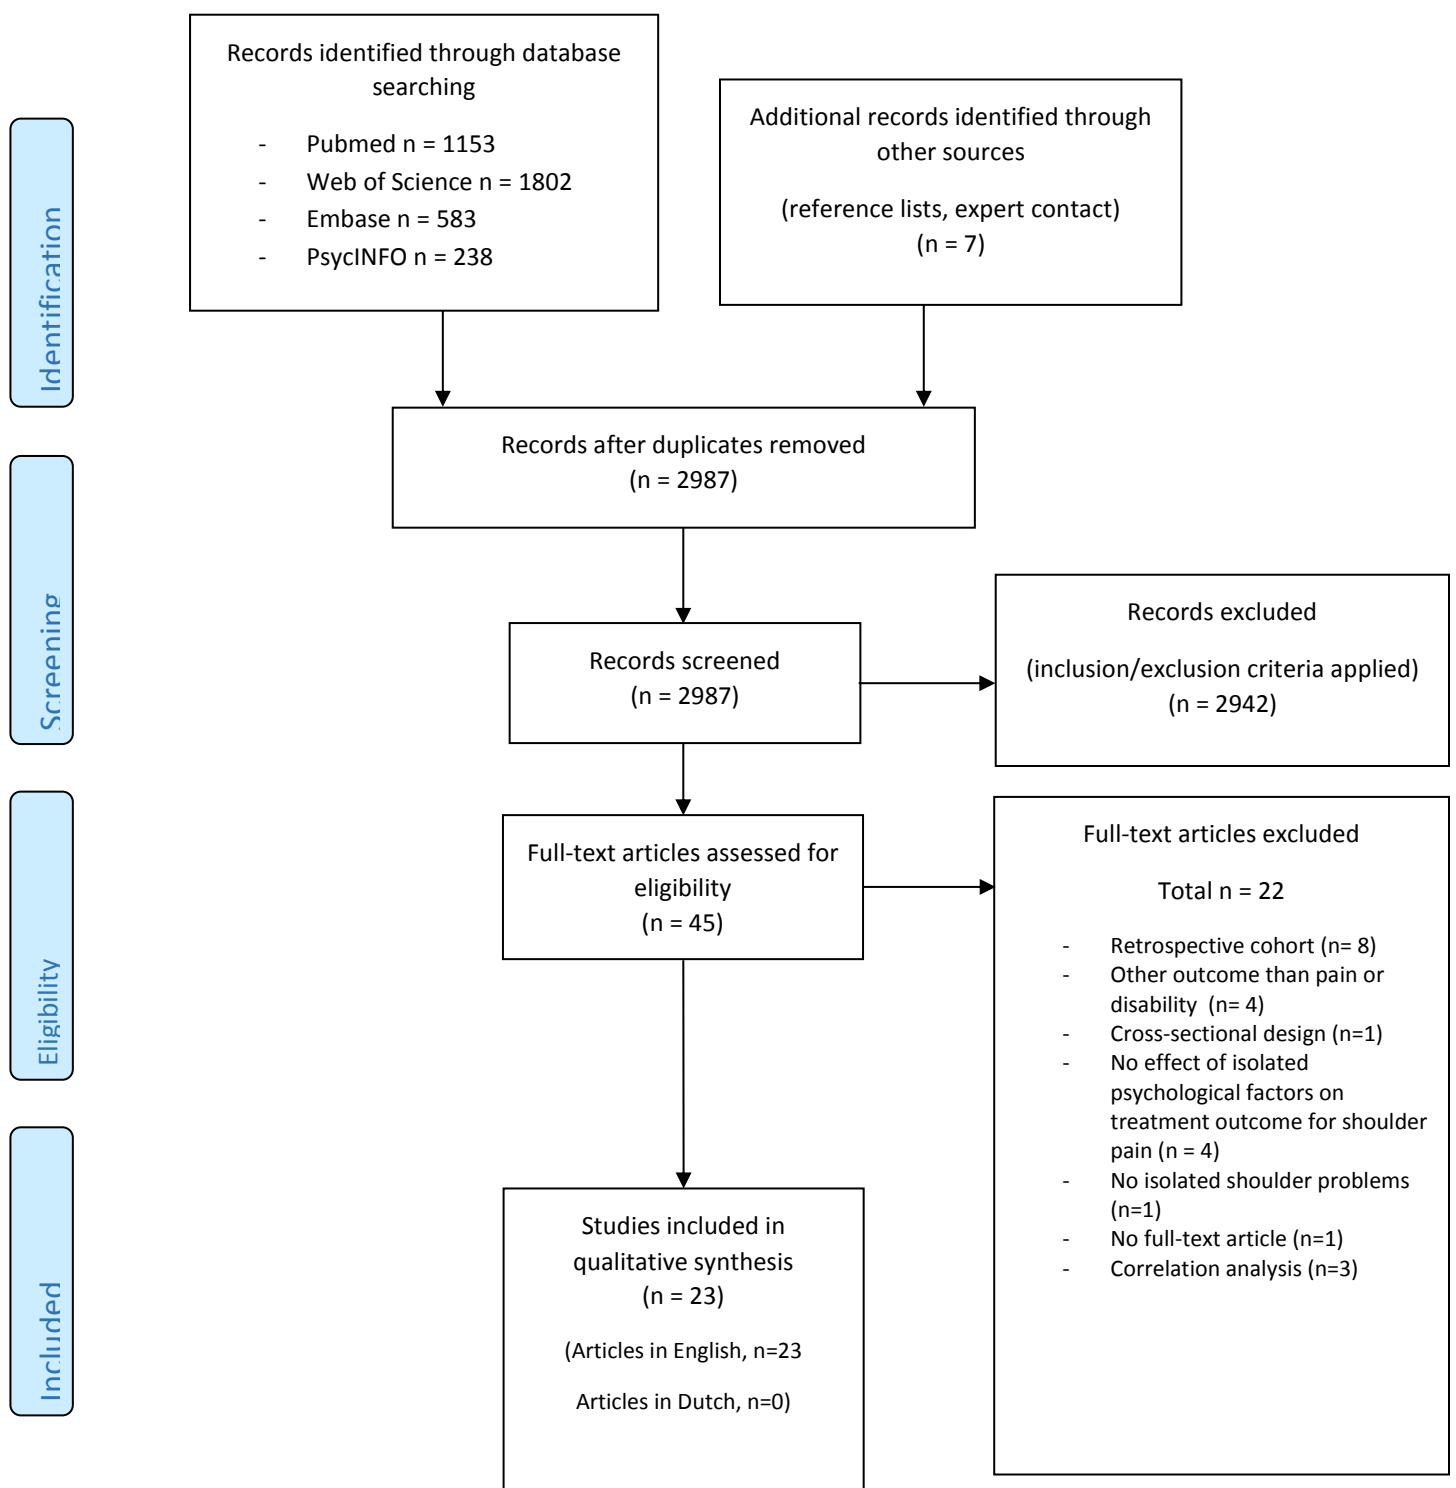 Records identified through database
searching
- Pubmed n = 1153
- Web of Science n = 1802
- Embase n = 583
- PsycINFO n = 238
Additional records identified through
other sources
(reference lists, expert contact)
(n = 7)
Identification
Records after duplicates removed
(n = 2987)
Screening
Records screened
(n = 2987)
Records excluded
(inclusion/exclusion criteria applied)
(n = 2942)
Eligibility
Full-text articles assessed for
eligibility
(n = 45)
Full-text articles excluded
Total n = 22
- Retrospective cohort (n= 8)
- Other outcome than pain or
disability (n= 4)
- Cross-sectional design (n=1)
- No effect of isolated
psychological factors on
treatment outcome for shoulder
pain (n = 4)
- No isolated shoulder problems
(n=1)
- No full-text article (n=1)
- Correlation analysis (n=3)
Included
Studies included in
qualitative synthesis
(n = 23)
(Articles in English, n=23
Articles in Dutch, n=0)